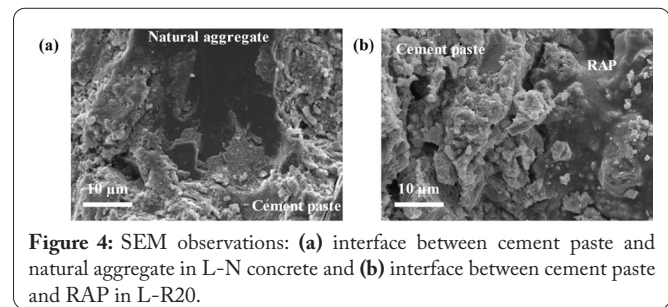 (a)
Natural aggregate
10 µm
Cement paste
(b)
Cement paste
RAP
10 µm
Figure 4: SEM observations: (a) interface between cement paste and
natural aggregate in L-N concrete and (b) interface between cement paste
and RAP in L-R20.